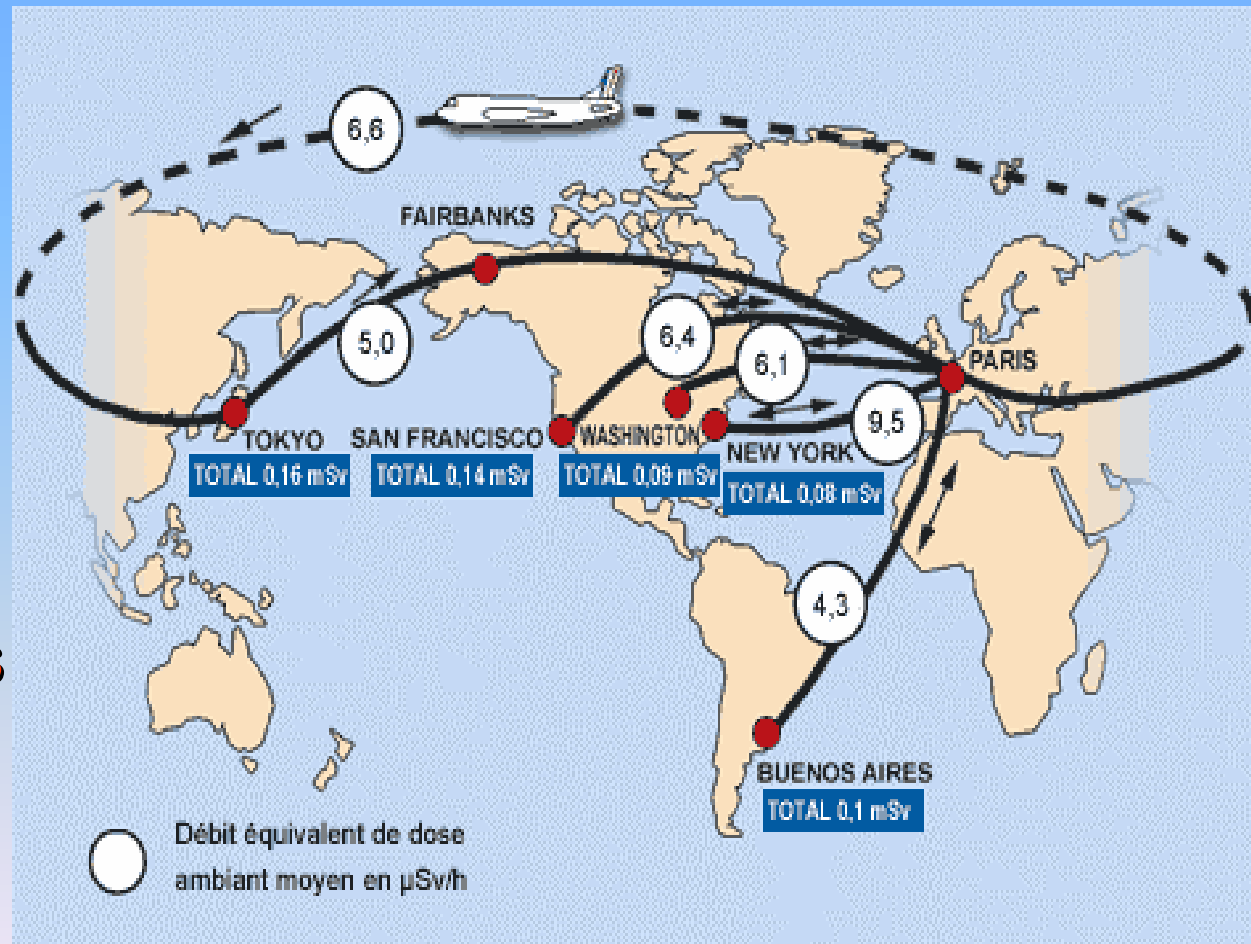 6,6
FAIRBANKS
5,0
6,4
6,1
PARIS
9,5
TOKYO
TOTAL 0,16 mSv
SAN FRANCISCO
TOTAL 0,14 mSv
WASHINGTON
TOTAL 0,09 mSv
NEW YORK
TOTAL 0,08 mSv
4,3
BUENOS AIRES
TOTAL 0,1 mSv
Débit équivalent de dose
ambiant moyen en µSv/h